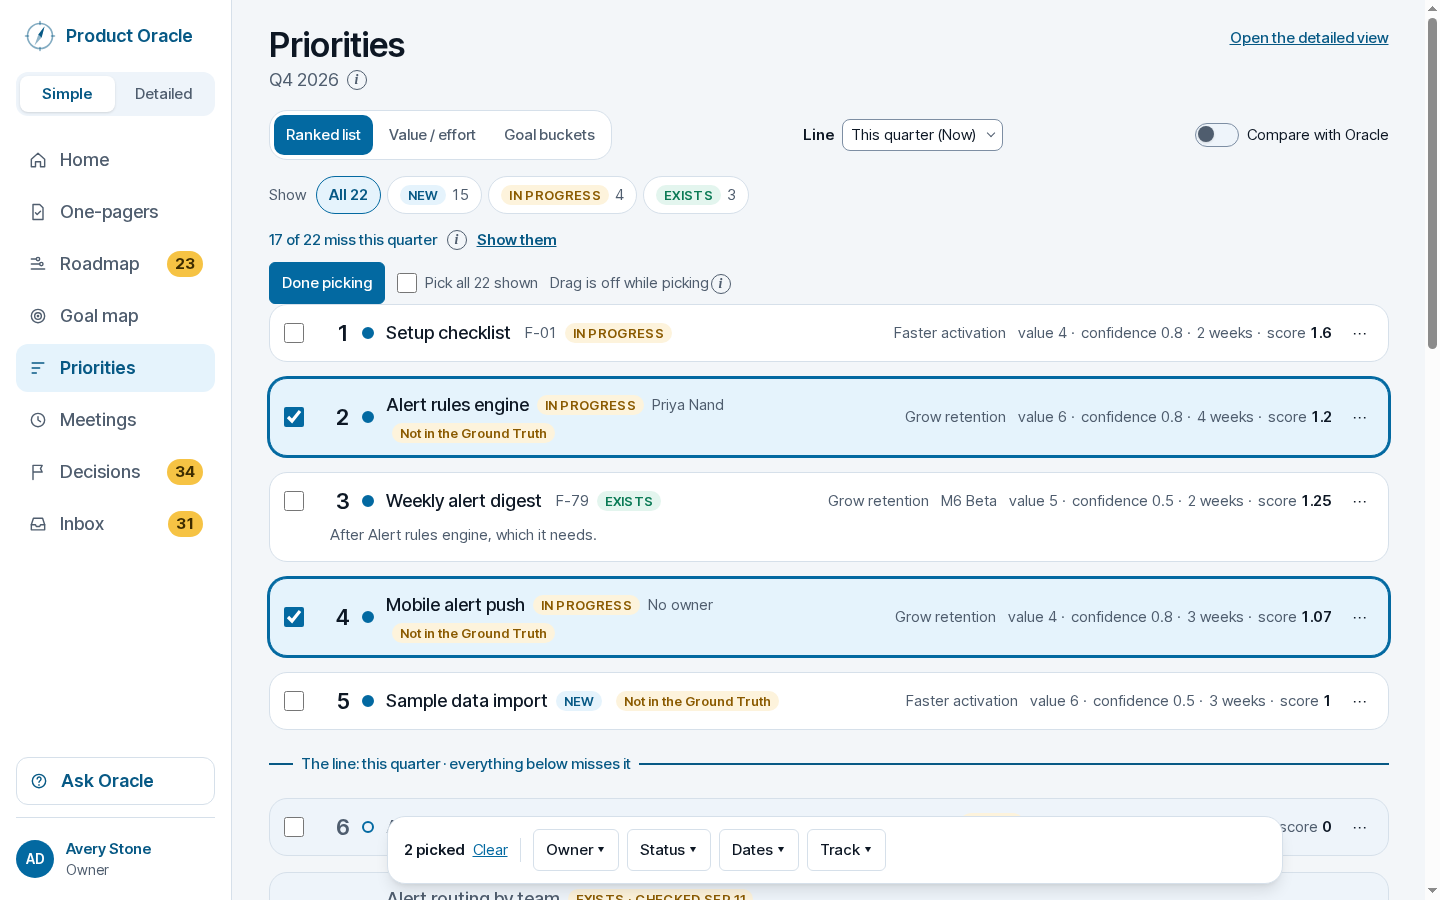 Product Oracle
Simple Detailed
Home
One-pagers
Roadmap 23
Goal map
Priorities
Meetings
Decisions 34
Inbox 31
Ask Oracle
AD Avery Stone
Owner
Priorities
Open the detailed view
Q4 2026 i
Ranked list Value / effort Goal buckets
Line This quarter (Now)
Compare with Oracle
Show All 22 NEW 15 IN PROGRESS 4 EXISTS 3
17 of 22 miss this quarter i Show them
Done picking Pick all 22 shown Drag is off while picking i
1 Setup checklist F-01 IN PROGRESS Faster activation value 4 · confidence 0.8 · 2 weeks · score 1.6 ...
2 Alert rules engine IN PROGRESS Priya Nand Grow retention value 6 · confidence 0.8 · 4 weeks · score 1.2 ...
Not in the Ground Truth
3 Weekly alert digest F-79 EXISTS Grow retention M6 Beta value 5 · confidence 0.5 · 2 weeks · score 1.25 ...
After Alert rules engine, which it needs.
4 Mobile alert push IN PROGRESS No owner Grow retention value 4 · confidence 0.8 · 3 weeks · score 1.07 ...
Not in the Ground Truth
5 Sample data import NEW Not in the Ground Truth Faster activation value 6 · confidence 0.5 · 3 weeks · score 1 ...
The line: this quarter · everything below misses it
6 score 0 ...
2 picked Clear Owner Status Dates Track
Alert routing by team EXISTS · CHECKED SEP 11